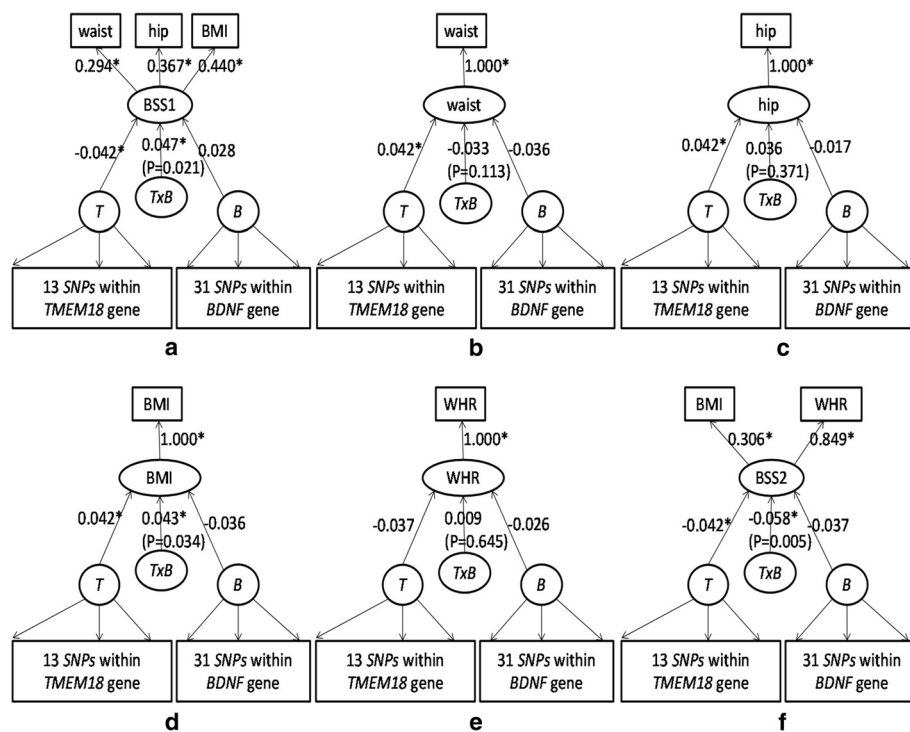 waist hip BMI
0.294* 0.367* 0.440*
BSS1
-0.042* 0.047* 0.028
(P=0.021)
T TxB B
13 SNPs within
TMEM18 gene
31 SNPs within
BDNF gene
a
waist
1.000*
waist
0.042* -0.033 -0.036
(P=0.113)
T TxB B
13 SNPs within
TMEM18 gene
31 SNPs within
BDNF gene
b
hip
1.000*
hip
0.042* 0.036 -0.017
(P=0.371)
T TxB B
13 SNPs within
TMEM18 gene
31 SNPs within
BDNF gene
c
BMI
1.000*
BMI
0.042* 0.043* -0.036
(P=0.034)
T TxB B
13 SNPs within
TMEM18 gene
31 SNPs within
BDNF gene
d
WHR
1.000*
WHR
-0.037 0.009 -0.026
(P=0.645)
T TxB B
13 SNPs within
TMEM18 gene
31 SNPs within
BDNF gene
e
BMI WHR
0.306* 0.849*
BSS2
-0.042* -0.058* -0.037
(P=0.005)
T TxB B
13 SNPs within
TMEM18 gene
31 SNPs within
BDNF gene
f